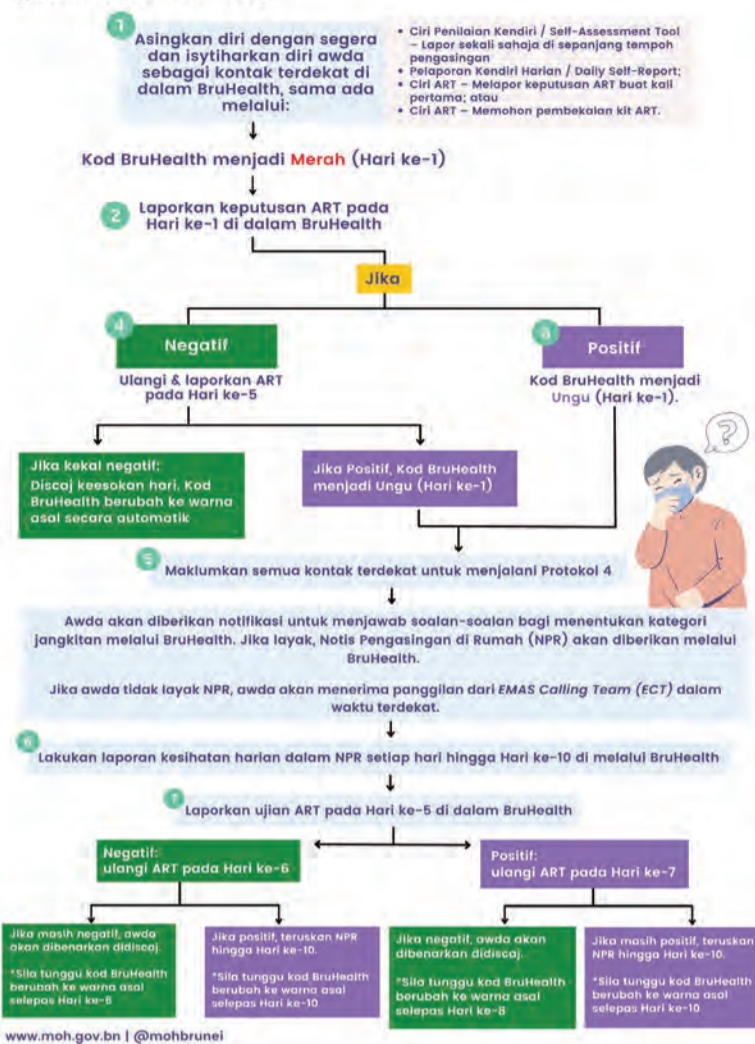 1
Asingkan diri dengan segera
dan isytiharkan diri awda
sebagai kontak terdekat di
dalam BruHealth, sama ada
melalui:
• Ciri Penilaian Kendiri / Self-Assessment Tool
– Lapor sekali sahaja di sepanjang tempoh
pengasingan
• Pelaporan Kendiri Harian / Daily Self-Report;
• Ciri ART – Melapor keputusan ART buat kali
pertama; atau
• Ciri ART – Memohon pembekalan kit ART.
Kod BruHealth menjadi Merah (Hari ke-1)
2
Laporkan keputusan ART pada
Hari ke-1 di dalam BruHealth
Jika
4
Negatif
Ulangi & laporkan ART
pada Hari ke-5
Positif
Kod BruHealth menjadi
Ungu (Hari ke-1).
?
Jika kekal negatif:
Discaj keesokan hari. Kod
BruHealth berubah ke warna
asal secara automatik
Jika Positif, Kod BruHealth
menjadi Ungu (Hari ke-1)
5
Maklumkan semua kontak terdekat untuk menjalani Protokol 4
Awda akan diberikan notifikasi untuk menjawab soalan-soalan bagi menentukan kategori
jangkitan melalui BruHealth. Jika layak, Notis Pengasingan di Rumah (NPR) akan diberikan melalui
BruHealth.
Jika awda tidak layak NPR, awda akan menerima panggilan dari EMAS Calling Team (ECT) dalam
waktu terdekat.
6
Lakukan laporan kesihatan harian dalam NPR setiap hari hingga Hari ke-10 di melalui BruHealth
7
Laporkan ujian ART pada Hari ke-5 di dalam BruHealth
Negatif:
ulangi ART pada Hari ke-6
Positif:
ulangi ART pada Hari ke-7
Jika masih negatif, awda
akan dibenarkan didiscaj.
*Sila tunggu kod BruHealth
berubah ke warna asal
selepas Hari ke-6
Jika positif, teruskan NPR
hingga Hari ke-10.
*Sila tunggu kod BruHealth
berubah ke warna asal
selepas Hari ke-10
Jika negatif, awda akan
dibenarkan didiscaj.
*Sila tunggu kod BruHealth
berubah ke warna asal
selepas Hari ke-8
Jika masih positif, teruskan
NPR hingga Hari ke-10.
*Sila tunggu kod BruHealth
berubah ke warna asal
selepas Hari ke-10
www.moh.gov.bn | @mohbrunei